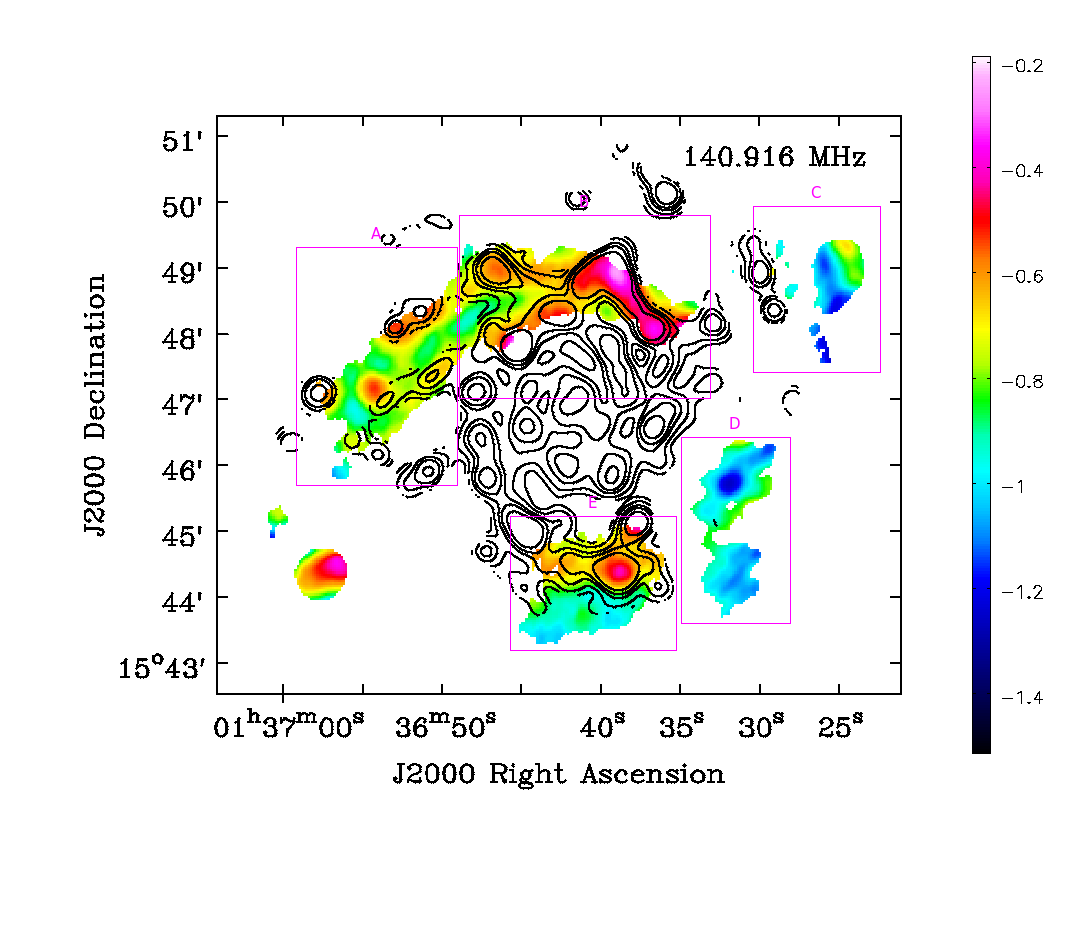 140.916 MHz
−0.2
−0.4
−0.6
−0.8
−1
−1.2
−1.4
A
B
C
D
E
J2000 Declination
51'
50'
49'
48'
47'
46'
45'
44'
15°43'
01ʰ37ᵐ00ˢ 36ᵐ50ˢ 40ˢ 35ˢ 30ˢ 25ˢ
J2000 Right Ascension